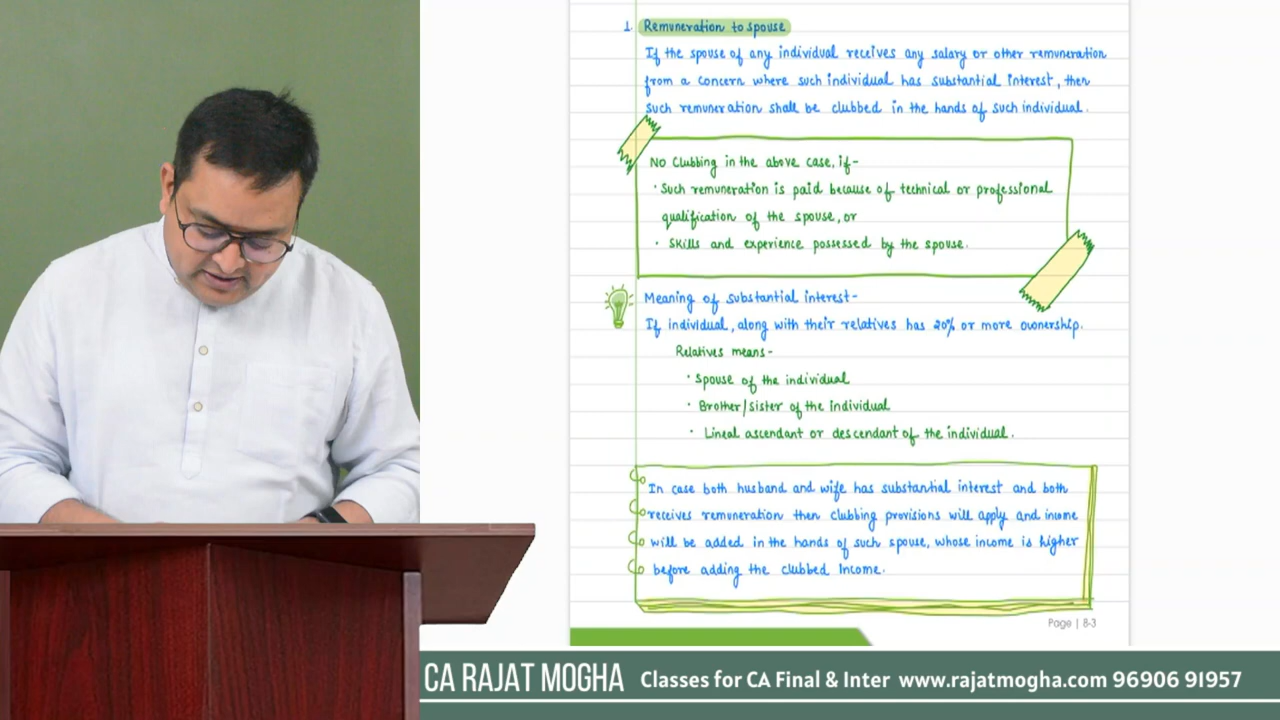 1. Remuneration to spouse
If the spouse of any individual receives any salary or other remuneration
from a concern where such individual has substantial interest, then
such remuneration shall be clubbed in the hands of such individual.
No Clubbing in the above case, if-
• Such remuneration is paid because of technical or professional
qualification of the spouse, or
• Skills and experience possessed by the spouse.
Meaning of substantial interest-
If individual, along with their relatives has 20% or more ownership.
Relatives means-
• Spouse of the individual
• Brother/sister of the individual
• Lineal ascendant or descendant of the individual.
In case both husband and wife has substantial interest and both
receives remuneration then clubbing provisions will apply and income
will be added in the hands of such spouse, whose income is higher
before adding the clubbed Income.
Page | 8-3
CA RAJAT MOGHA Classes for CA Final & Inter www.rajatmogha.com 96906 91957